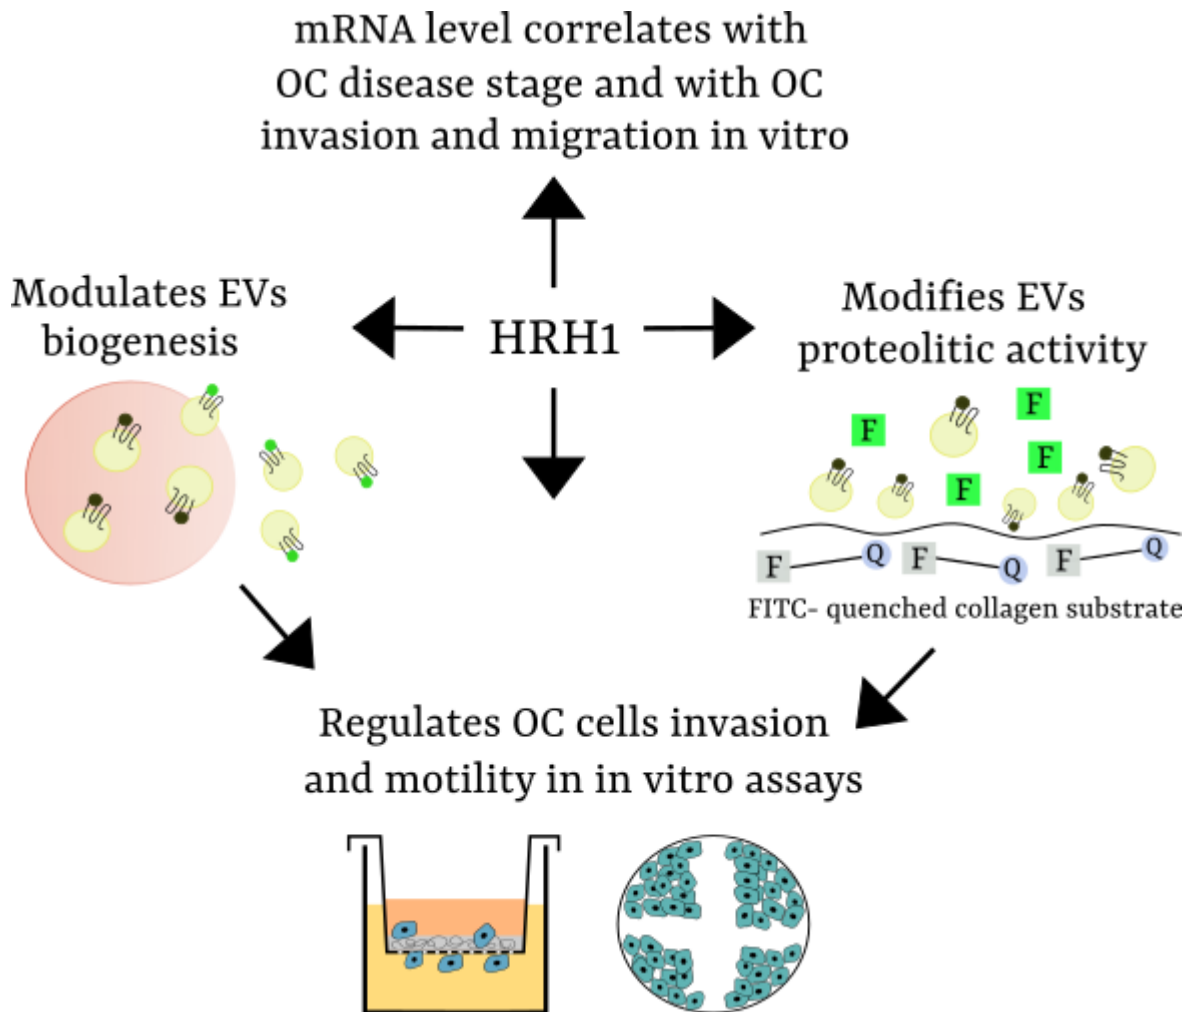 mRNA level correlates with
OC disease stage and with OC
invasion and migration in vitro
Modulates EVs
biogenesis
HRH1
Modifies EVs
proteolitic activity
F
F
F
F
F
Q
F
Q
F
Q
FITC- quenched collagen substrate
Regulates OC cells invasion
and motility in in vitro assays